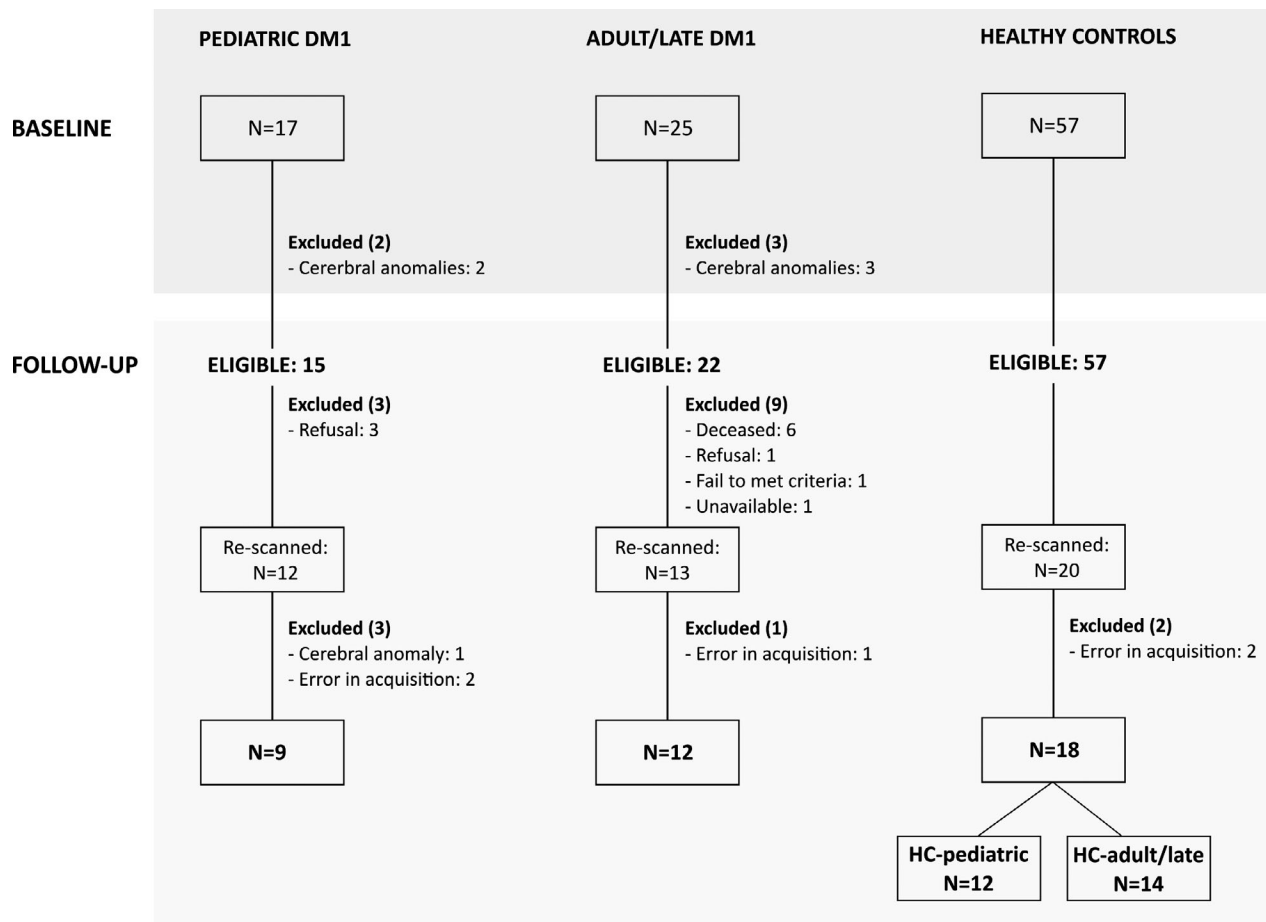 PEDIATRIC DM1
ADULT/LATE DM1
HEALTHY CONTROLS
BASELINE
N=17
N=25
N=57
Excluded (2)
- Cererbral anomalies: 2
Excluded (3)
- Cerebral anomalies: 3
FOLLOW-UP
ELIGIBLE: 15
ELIGIBLE: 22
ELIGIBLE: 57
Excluded (3)
- Refusal: 3
Excluded (9)
- Deceased: 6
- Refusal: 1
- Fail to met criteria: 1
- Unavailable: 1
Re-scanned:
N=12
Re-scanned:
N=13
Re-scanned:
N=20
Excluded (3)
- Cerebral anomaly: 1
- Error in acquisition: 2
Excluded (1)
- Error in acquisition: 1
Excluded (2)
- Error in acquisition: 2
N=9
N=12
N=18
HC-pediatric
N=12
HC-adult/late
N=14